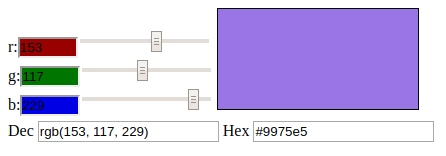 r: 153
g: 117
b: 229
Dec rgb(153, 117, 229) Hex #9975e5